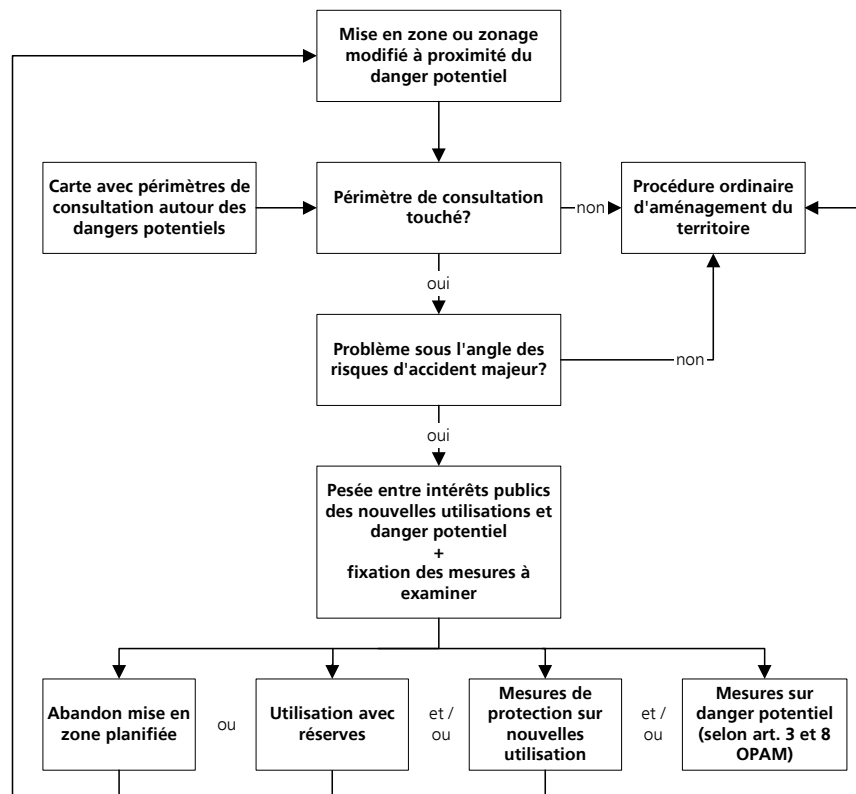 Mise en zone ou zonage
modifié à proximité du
danger potentiel
Carte avec périmètres de
consultation autour des
dangers potentiels
Périmètre de consultation
touché?
non
Procédure ordinaire
d'aménagement du
territoire
oui
Problème sous l'angle des
risques d'accident majeur?
non
oui
Pesée entre intérêts publics
des nouvelles utilisations et
danger potentiel
+
fixation des mesures à
examiner
Abandon mise en
zone planifiée
ou
Utilisation avec
réserves
et /
ou
Mesures de
protection sur
nouvelles
utilisation
et /
ou
Mesures sur
danger potentiel
(selon art. 3 et 8
OPAM)